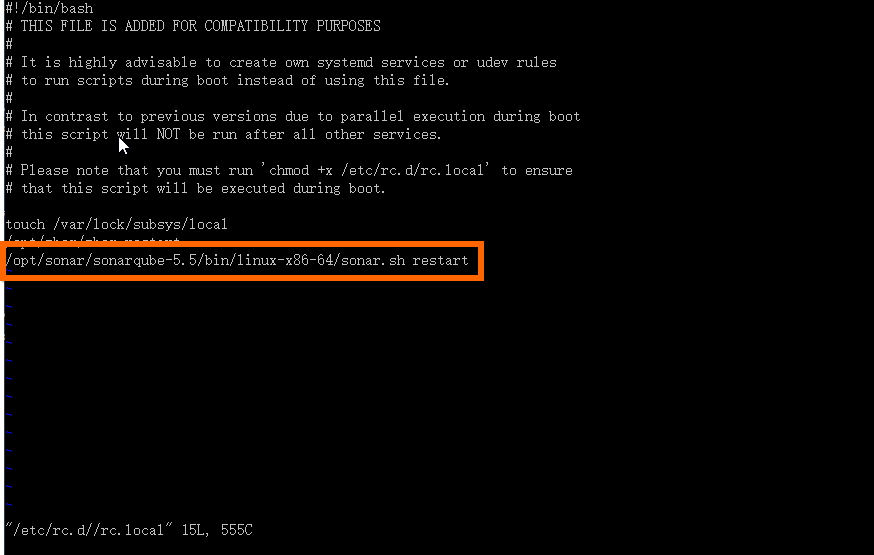 #!/bin/bash
# THIS FILE IS ADDED FOR COMPATIBILITY PURPOSES
#
# It is highly advisable to create own systemd services or udev rules
# to run scripts during boot instead of using this file.
#
# In contrast to previous versions due to parallel execution during boot
# this script will NOT be run after all other services.
#
# Please note that you must run 'chmod +x /etc/rc.d/rc.local' to ensure
# that this script will be executed during boot.
touch /var/lock/subsys/local
restart
/opt/sonar/sonarqube-5.5/bin/linux-x86-64/sonar.sh restart
~
~
~
~
~
~
~
~
~
~
~
~
~
"/etc/rc.d//rc.local" 15L, 555C